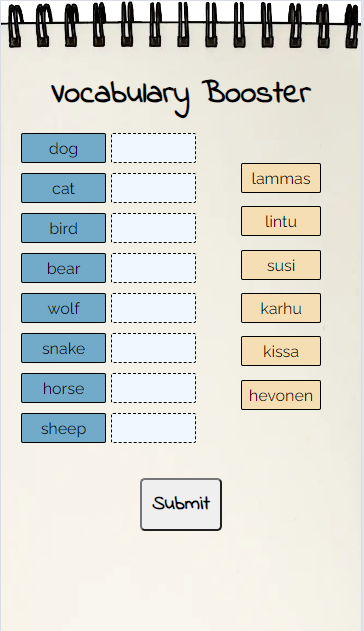 Vocabulary Booster
dog
cat
bird
bear
wolf
snake
horse
sheep
lammas
lintu
susi
karhu
kissa
hevonen
Submit